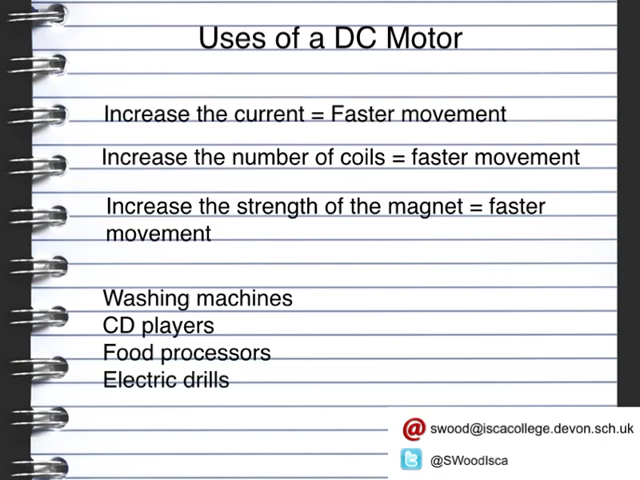 Uses of a DC Motor
Increase the current = Faster movement
Increase the number of coils = faster movement
Increase the strength of the magnet = faster
movement
Washing machines
CD players
Food processors
Electric drills
swood@iscacollege.devon.sch.uk
@SWoodIsca